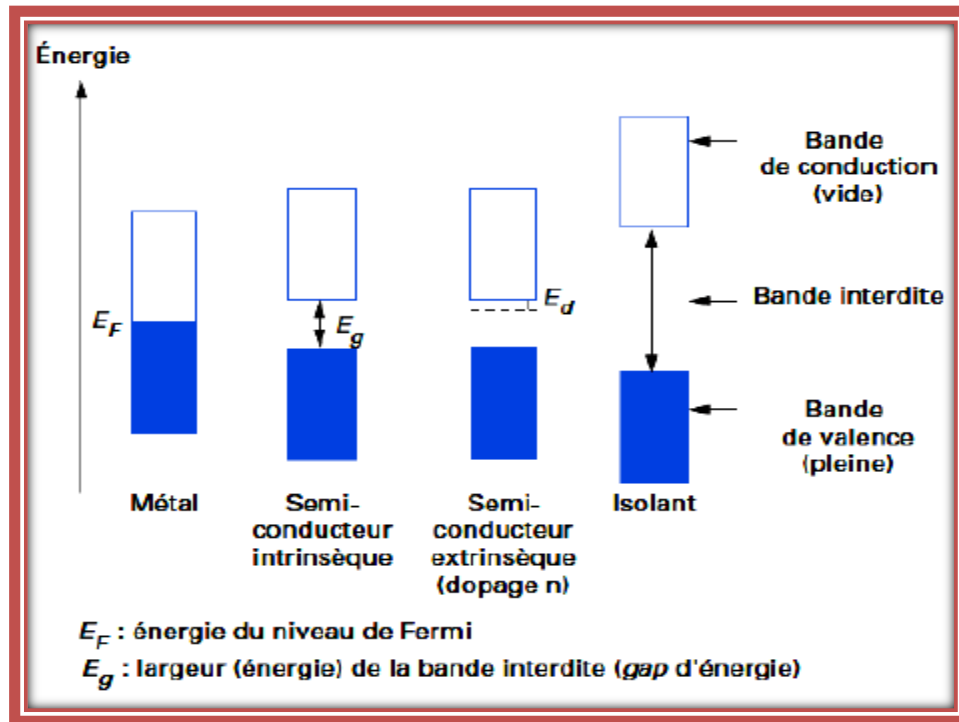 Énergie
Bande
de conduction
(vide)
E_d
Bande interdite
E_F
E_g
Bande
de valence
(pleine)
Métal
Semi-
conducteur
intrinsèque
Semi-
conducteur
extrinsèque
(dopage n)
Isolant
E_F : énergie du niveau de Fermi
E_g : largeur (énergie) de la bande interdite (gap d'énergie)